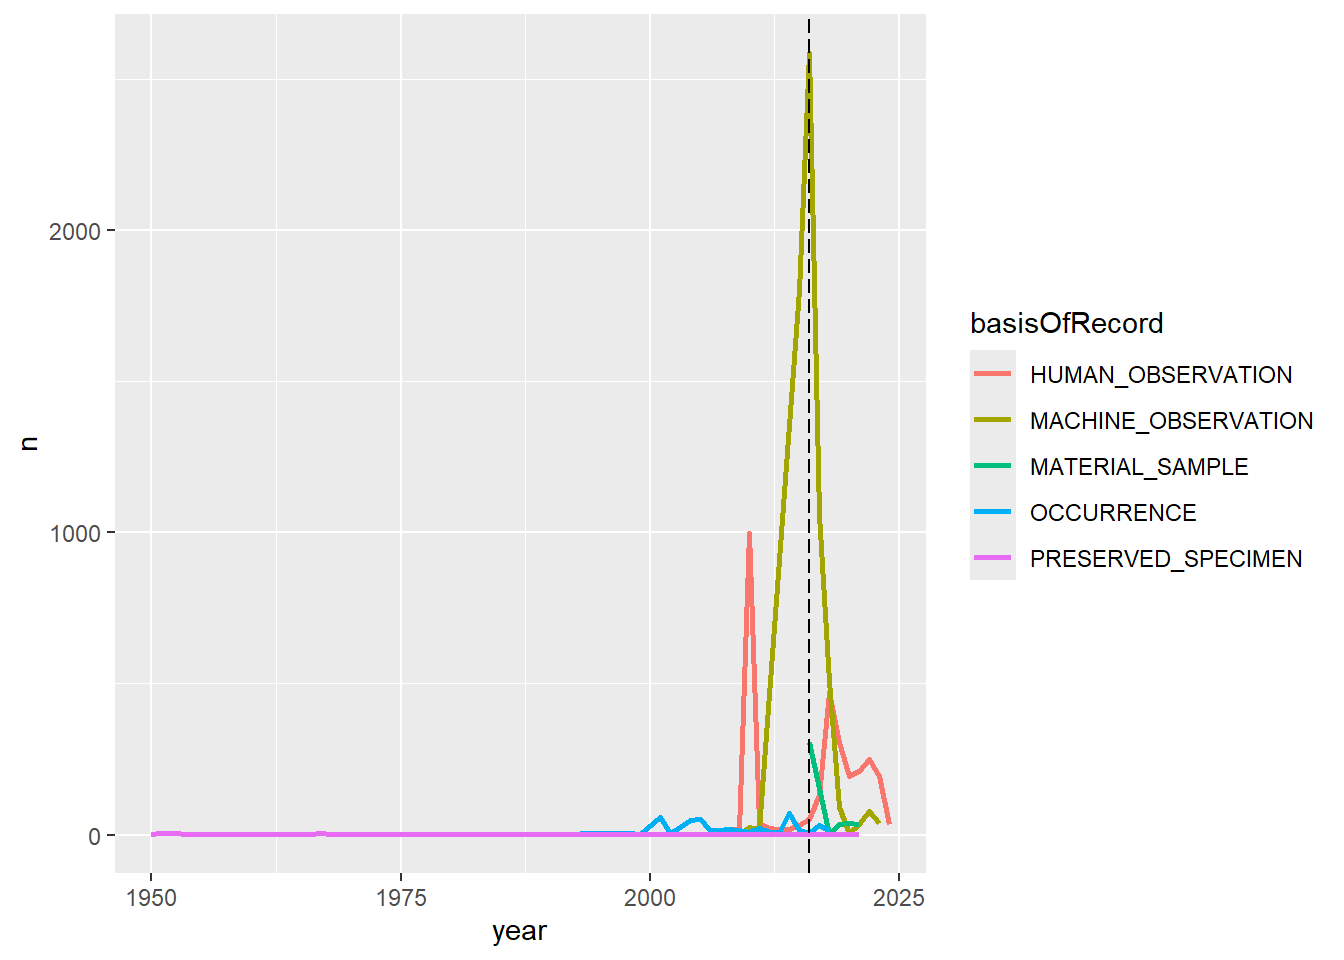 2000
1000
0
n
1950 1975 2000 2025
year
basisOfRecord
HUMAN_OBSERVATION
MACHINE_OBSERVATION
MATERIAL_SAMPLE
OCCURRENCE
PRESERVED_SPECIMEN